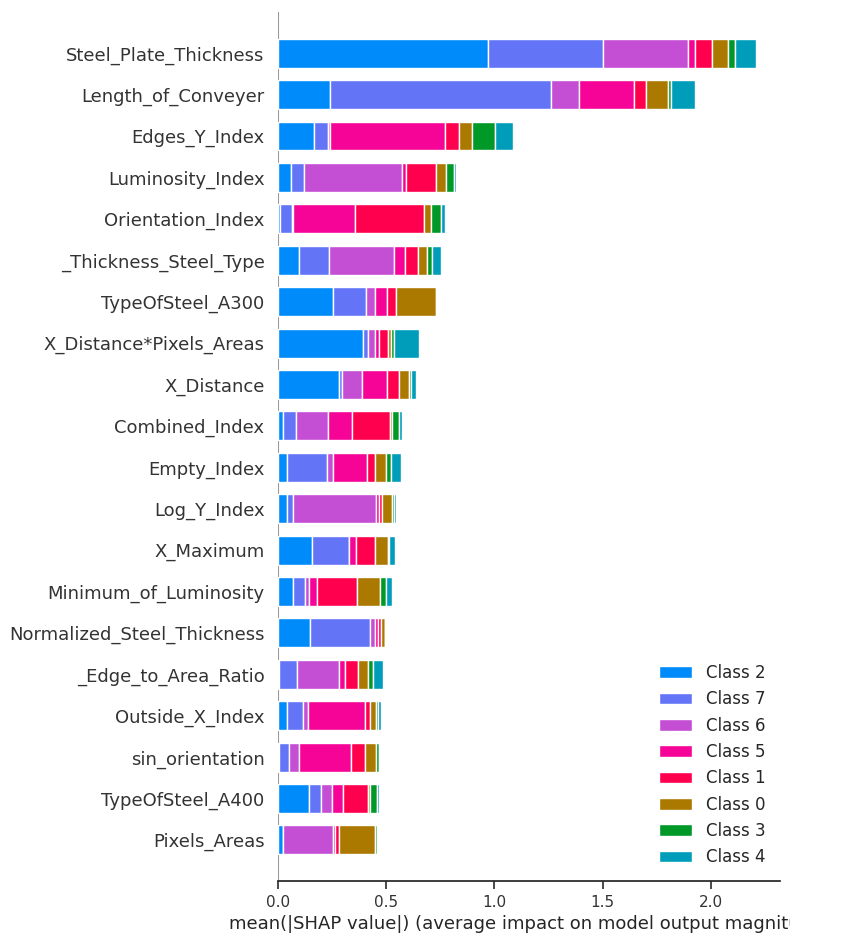 Steel_Plate_Thickness
Length_of_Conveyer
Edges_Y_Index
Luminosity_Index
Orientation_Index
_Thickness_Steel_Type
TypeOfSteel_A300
X_Distance*Pixels_Areas
X_Distance
Combined_Index
Empty_Index
Log_Y_Index
X_Maximum
Minimum_of_Luminosity
Normalized_Steel_Thickness
_Edge_to_Area_Ratio
Outside_X_Index
sin_orientation
TypeOfSteel_A400
Pixels_Areas
Class 2
Class 7
Class 6
Class 5
Class 1
Class 0
Class 3
Class 4
0.0 0.5 1.0 1.5 2.0
mean(|SHAP value|) (average impact on model output magnit